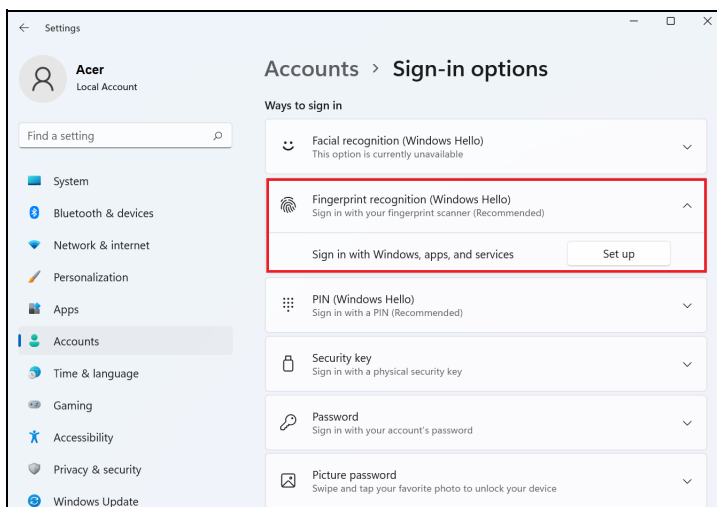 Settings
Acer
Local Account
Find a setting
System
Bluetooth & devices
Network & internet
Personalization
Apps
Accounts
Time & language
Gaming
Accessibility
Privacy & security
Windows Update
Accounts > Sign-in options
Ways to sign in
Facial recognition (Windows Hello)
This option is currently unavailable
Fingerprint recognition (Windows Hello)
Sign in with your fingerprint scanner (Recommended)
Sign in with Windows, apps, and services
Set up
PIN (Windows Hello)
Sign in with a PIN (Recommended)
Security key
Sign in with a physical security key
Password
Sign in with your account's password
Picture password
Swipe and tap your favorite photo to unlock your device